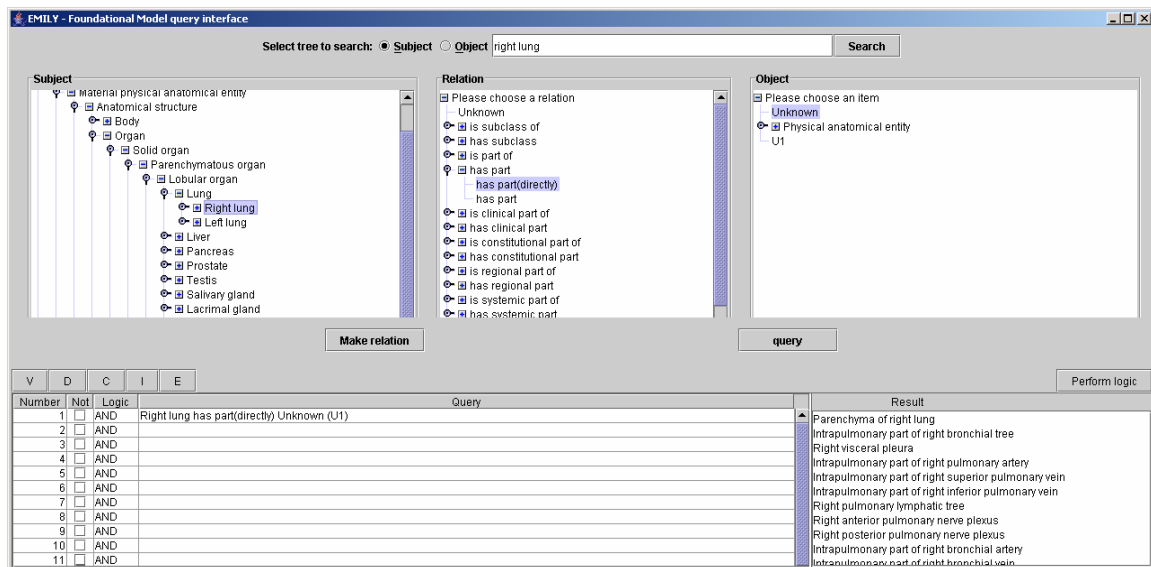 EMILY - Foundational Model query interface
Select tree to search: Subject Object right lung Search
Subject
Material physical anatomical entity
Anatomical structure
Body
Organ
Solid organ
Parenchymatous organ
Lobular organ
Lung
Right lung
Left lung
Liver
Pancreas
Prostate
Testis
Salivary gland
Lacrimal gland
Relation
Please choose a relation
Unknown
is subclass of
has subclass
is part of
has part
has part(directly)
has part
is clinical part of
has clinical part
is constitutional part of
has constitutional part
is regional part of
has regional part
is systemic part of
has systemic part
Object
Please choose an item
Unknown
Physical anatomical entity
U1
Make relation
query
V D C I E
Perform logic
Number Not Logic Query
1 AND Right lung has part(directly) Unknown (U1)
2 AND
3 AND
4 AND
5 AND
6 AND
7 AND
8 AND
9 AND
10 AND
11 AND
Result
Parenchyma of right lung
Intrapulmonary part of right bronchial tree
Right visceral pleura
Intrapulmonary part of right pulmonary artery
Intrapulmonary part of right superior pulmonary vein
Intrapulmonary part of right inferior pulmonary vein
Right pulmonary lymphatic tree
Right anterior pulmonary nerve plexus
Right posterior pulmonary nerve plexus
Intrapulmonary part of right bronchial artery
Intrapulmonary part of right bronchial vein